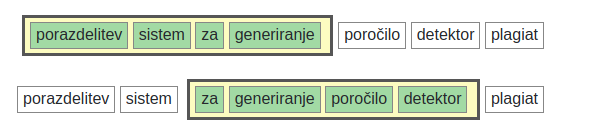 porazdelitev sistem za generiranje poročilo detektor plagiat
porazdelitev sistem za generiranje poročilo detektor plagiat